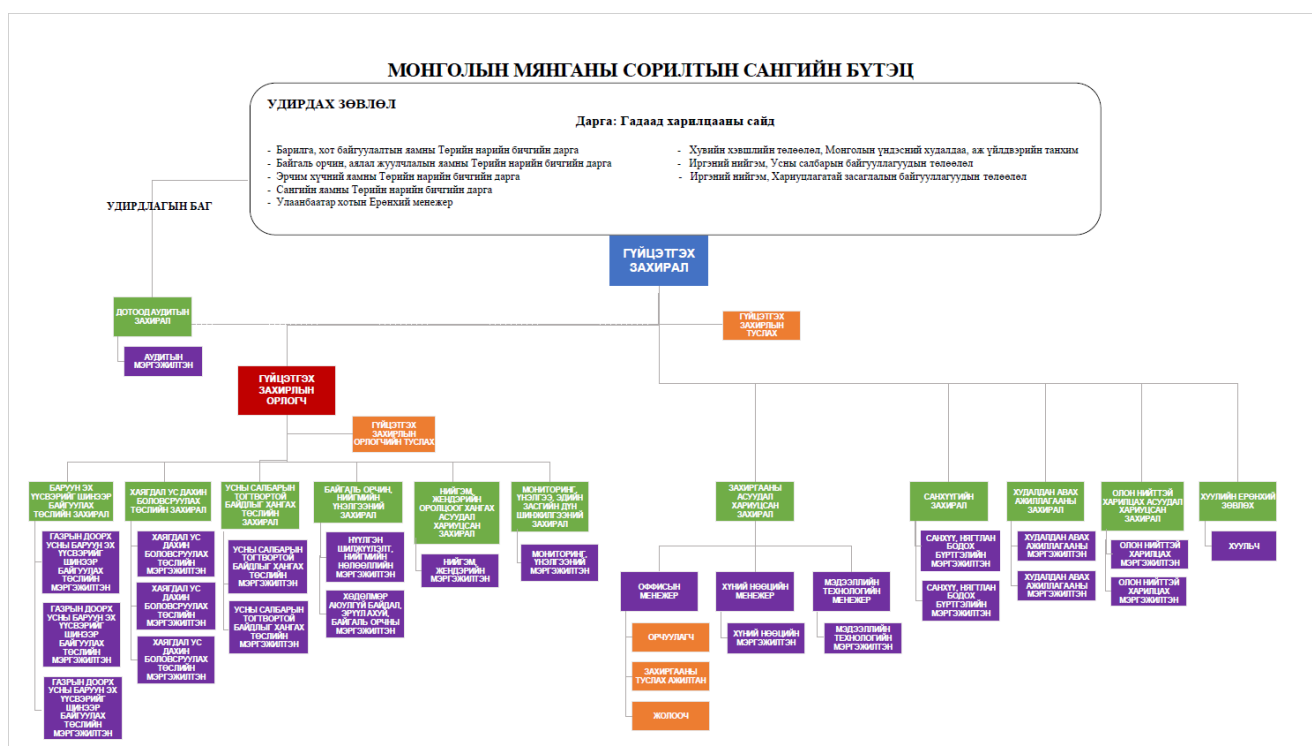 МОНГОЛЫН МЯНГАНЫ СОРИЛТЫН САНГИЙН БҮТЭЦ
УДИРДАХ ЗӨВЛӨЛ
Дарга: Гадаад харилцааны сайд
- Барилга, хот байгуулалтын яамны Төрийн нарийн бичгийн дарга
- Байгаль орчин, аялал жуулчлалын яамны Төрийн нарийн бичгийн дарга
- Эрчим хүчний яамны Төрийн нарийн бичгийн дарга
- Сангийн яамны Төрийн нарийн бичгийн дарга
- Улаанбаатар хотын Ерөнхий менежер
- Хувийн хэвшлийн төлөөлөл, Монголын үндэсний худалдаа, аж үйлдвэрийн танхим
- Иргэний нийгэм, Усны салбарын байгууллагуудын төлөөлөл
- Иргэний нийгэм, Хариуцлагатай засаглалын байгууллагуудын төлөөлөл
УДИРДЛАГЫН БАГ
ГҮЙЦЭТГЭХ
ЗАХИРАЛ
ДОТООД АУДИТЫН
ЗАХИРАЛ
ГҮЙЦЭТГЭХ
ЗАХИРЛЫН
ТУСЛАХ
АУДИТЫН
МЭРГЭЖИЛТЭН
ГҮЙЦЭТГЭХ
ЗАХИРЛЫН
ОРЛОГЧ
ГҮЙЦЭТГЭХ
ЗАХИРЛЫН
ОРЛОГЧИЙН ТУСЛАХ
БАРУУН ЭХ
ҮҮСВЭРИЙГ ШИНЭЭР
БАЙГУУЛАХ
ТӨСЛИЙН ЗАХИРАЛ
ГАЗРЫН ДООРХ
УСНЫ БАРУУН ЭХ
ҮҮСВЭРИЙГ
ШИНЭЭР
БАЙГУУЛАХ
ТӨСЛИЙН
МЭРГЭЖИЛТЭН
ГАЗРЫН ДООРХ
УСНЫ БАРУУН ЭХ
ҮҮСВЭРИЙГ
ШИНЭЭР
БАЙГУУЛАХ
ТӨСЛИЙН
МЭРГЭЖИЛТЭН
ГАЗРЫН ДООРХ
УСНЫ БАРУУН ЭХ
ҮҮСВЭРИЙГ
ШИНЭЭР
БАЙГУУЛАХ
ТӨСЛИЙН
МЭРГЭЖИЛТЭН
ХАЯГДАЛ УС ДАХИН
БОЛОВСРУУЛАХ
ТӨСЛИЙН ЗАХИРАЛ
ХАЯГДАЛ УС
ДАХИН
БОЛОВСРУУЛАХ
ТӨСЛИЙН
МЭРГЭЖИЛТЭН
ХАЯГДАЛ УС
ДАХИН
БОЛОВСРУУЛАХ
ТӨСЛИЙН
МЭРГЭЖИЛТЭН
ХАЯГДАЛ УС
ДАХИН
БОЛОВСРУУЛАХ
ТӨСЛИЙН
МЭРГЭЖИЛТЭН
УСНЫ САЛБАРЫН
ТОГТВОРТОЙ
БАЙДЛЫГ ХАНГАХ
ТӨСЛИЙН
ЗАХИРАЛ
УСНЫ САЛБАРЫН
ТОГТВОРТОЙ
БАЙДЛЫГ ХАНГАХ
ТӨСЛИЙН
МЭРГЭЖИЛТЭН
УСНЫ САЛБАРЫН
ТОГТВОРТОЙ
БАЙДЛЫГ ХАНГАХ
ТӨСЛИЙН
МЭРГЭЖИЛТЭН
БАЙГАЛЬ ОРЧИН,
НИЙГМИЙН
ҮНЭЛГЭЭНИЙ
ЗАХИРАЛ
НҮҮЛГЭН
ШИЛЖҮҮЛЭЛТ,
НИЙГМИЙН
НӨЛӨӨЛЛИЙН
МЭРГЭЖИЛТЭН
ХӨДӨЛМӨР
АЮУЛГҮЙ БАЙДАЛ,
ЭРҮҮЛ АХУЙ,
БАЙГАЛЬ ОРЧНЫ
МЭРГЭЖИЛТЭН
НИЙГЭМ,
ЖЕНДЭРИЙН
ОРОЛЦООГ ХАНГАХ
АСУУДАЛ
ХАРИУЦСАН
ЗАХИРАЛ
НИЙГЭМ,
ЖЕНДЭРИЙН
МЭРГЭЖИЛТЭН
МОНИТОРИНГ,
ҮНЭЛГЭЭ, ЭДИЙН
ЗАСГИЙН ДҮН
ШИНЖИЛГЭЭНИЙ
ЗАХИРАЛ
МОНИТОРИНГ,
ҮНЭЛГЭЭНИЙ
МЭРГЭЖИЛТЭН
ЗАХИРГААНЫ
АСУУДАЛ
ХАРИУЦСАН
ЗАХИРАЛ
ОФФИСЫН
МЕНЕЖЕР
ОРЧУУЛАГЧ
ЗАХИРГААНЫ
ТУСЛАХ АЖИЛТАН
ЖОЛООЧ
ХҮНИЙ НӨӨЦИЙН
МЕНЕЖЕР
ХҮНИЙ НӨӨЦИЙН
МЭРГЭЖИЛТЭН
МЭДЭЭЛЛИЙН
ТЕХНОЛОГИЙН
МЕНЕЖЕР
МЭДЭЭЛЛИЙН
ТЕХНОЛОГИЙН
МЭРГЭЖИЛТЭН
САНХҮҮГИЙН
ЗАХИРАЛ
САНХҮҮ, НЯГТЛАН
БОДОХ
БҮРТГЭЛИЙН
МЭРГЭЖИЛТЭН
САНХҮҮ, НЯГТЛАН
БОДОХ
БҮРТГЭЛИЙН
МЭРГЭЖИЛТЭН
ХУДАЛДАН АВАХ
АЖИЛЛАГААНЫ
ЗАХИРАЛ
ХУДАЛДАН АВАХ
АЖИЛЛАГААНЫ
МЭРГЭЖИЛТЭН
ХУДАЛДАН АВАХ
АЖИЛЛАГААНЫ
МЭРГЭЖИЛТЭН
ОЛОН НИЙТТЭЙ
ХАРИЛЦАХ АСУУДАЛ
ХАРИУЦСАН
ЗАХИРАЛ
ОЛОН НИЙТТЭЙ
ХАРИЛЦАХ
МЭРГЭЖИЛТЭН
ОЛОН НИЙТТЭЙ
ХАРИЛЦАХ
МЭРГЭЖИЛТЭН
ХУУЛИЙН ЕРӨНХИЙ
ЗӨВЛӨХ
ХУУЛЬЧ